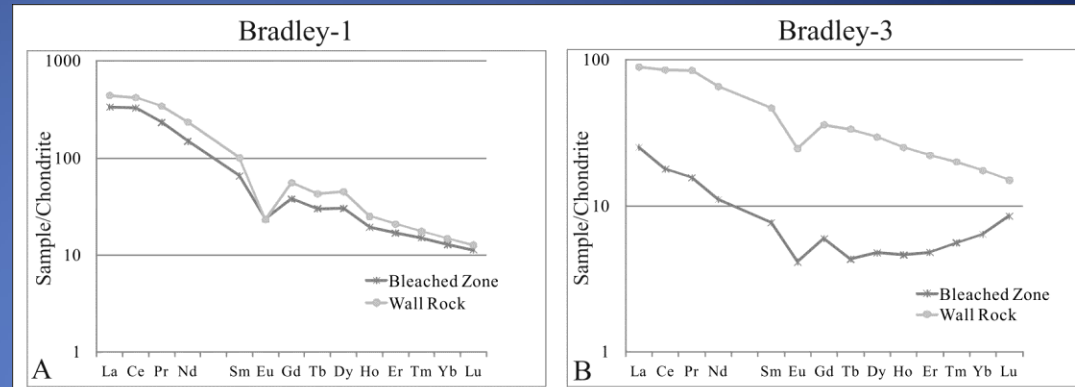 Bradley-1
1000
100
10
1
Sample/Chondrite
Bleached Zone
Wall Rock
A
La Ce Pr Nd Sm Eu Gd Tb Dy Ho Er Tm Yb Lu
Bradley-3
100
10
1
Sample/Chondrite
Bleached Zone
Wall Rock
B
La Ce Pr Nd Sm Eu Gd Tb Dy Ho Er Tm Yb Lu